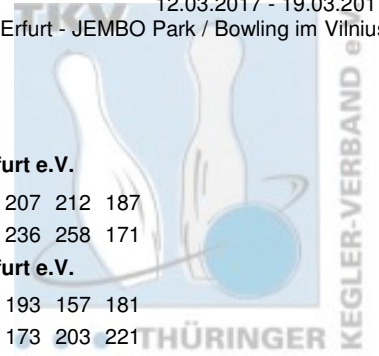 TKV
12.03.2017 - 19.03.201
Erfurt - JEMBO Park / Bowling im Vilnius
furt e.V.
207 212 187
236 258 171
furt e.V.
193 157 181
173 203 221
THÜRINGER
KEGLER-VERBAND e.V.